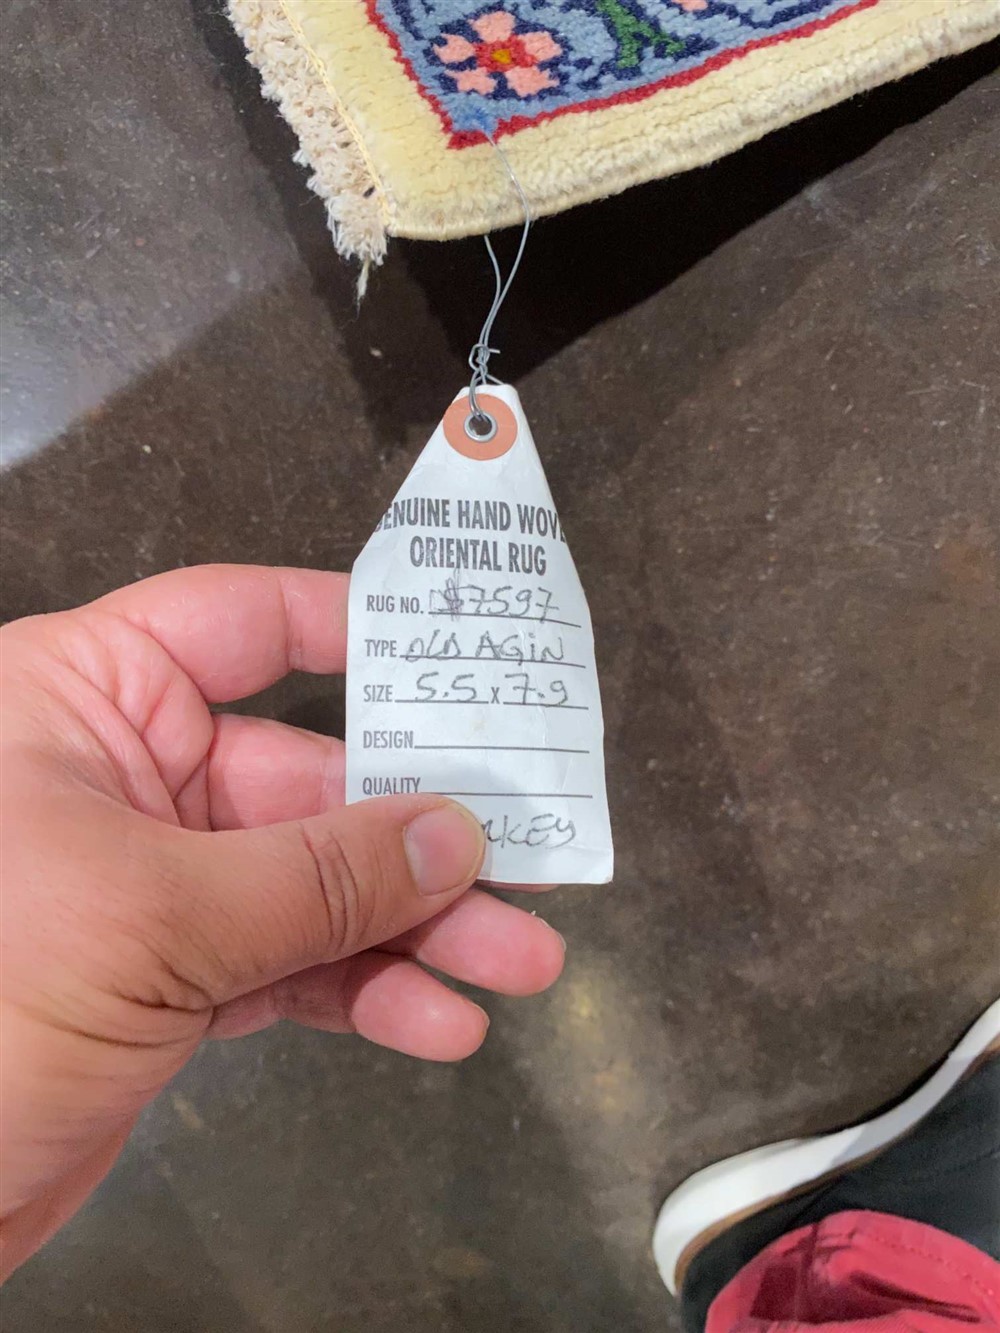 GENUINE HAND WOVE
ORIENTAL RUG
RUG NO. $7597
TYPE OLD AGIN
SIZE 5.5 x 7.9
DESIGN
QUALITY